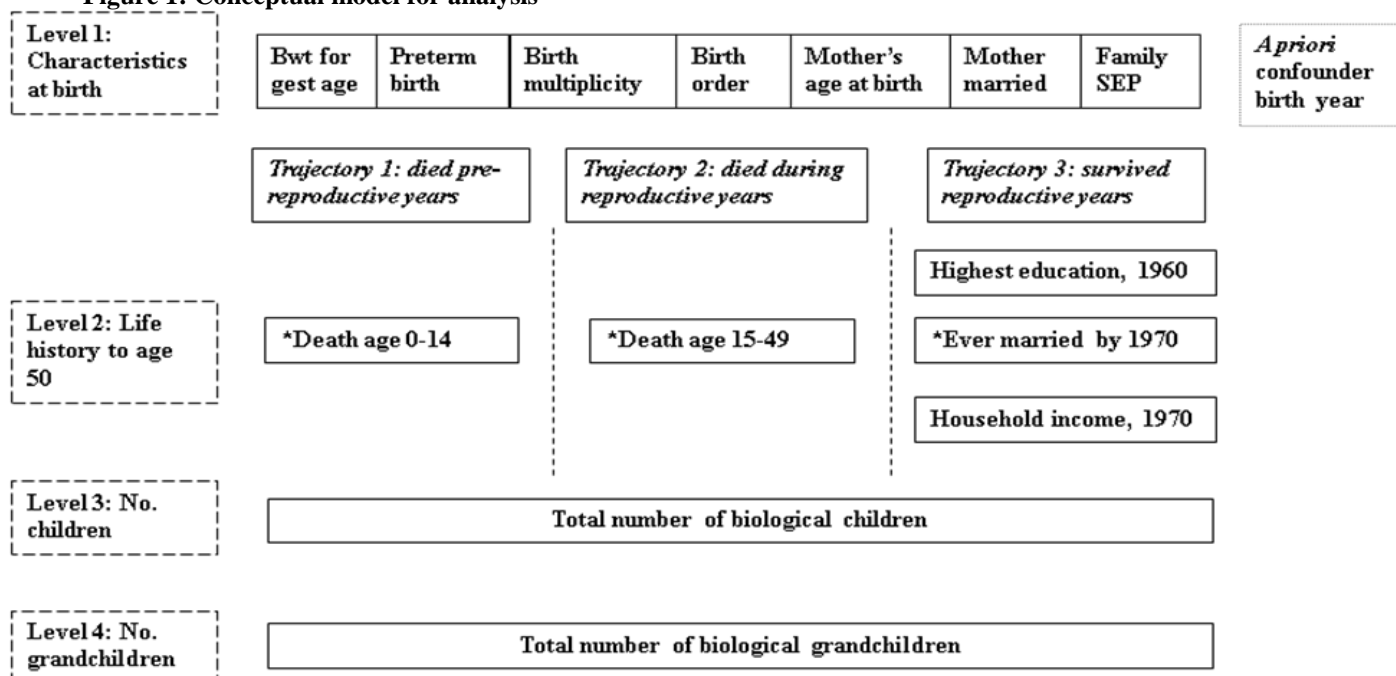 Figure 1: Conceptual model for analysis
Level 1:
Characteristics
at birth
Bwt for
gest age
Preterm
birth
Birth
multiplicity
Birth
order
Mother's
age at birth
Mother
married
Family
SEP
A priori
confounder
birth year
Trajectory 1: died pre-
reproductive years
Trajectory 2: died during
reproductive years
Trajectory 3: survived
reproductive years
Level 2: Life
history to age
50
*Death age 0-14
*Death age 15-49
Highest education, 1960
*Ever married by 1970
Household income, 1970
Level 3: No.
children
Total number of biological children
Level 4: No.
grandchildren
Total number of biological grandchildren